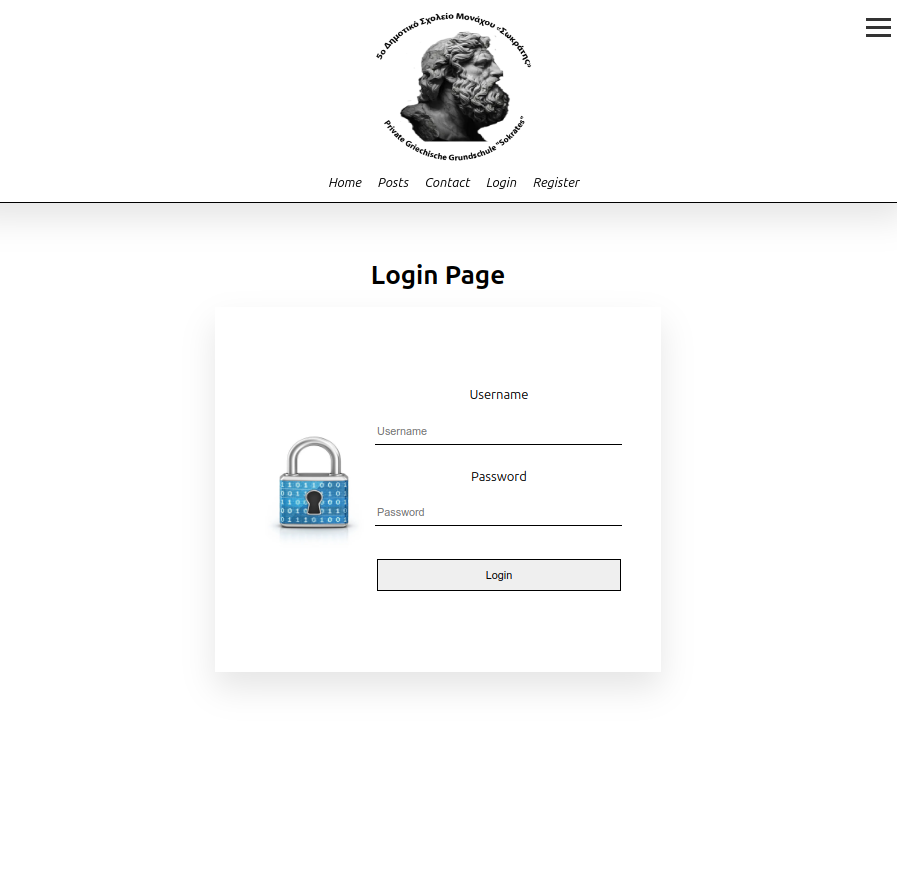 5ο Δημοτικό Σχολείο Μονάχου «Σωκράτης»
Private Griechische Grundschule "Sokrates"
Home Posts Contact Login Register
Login Page
Username
Username
Password
Password
Login